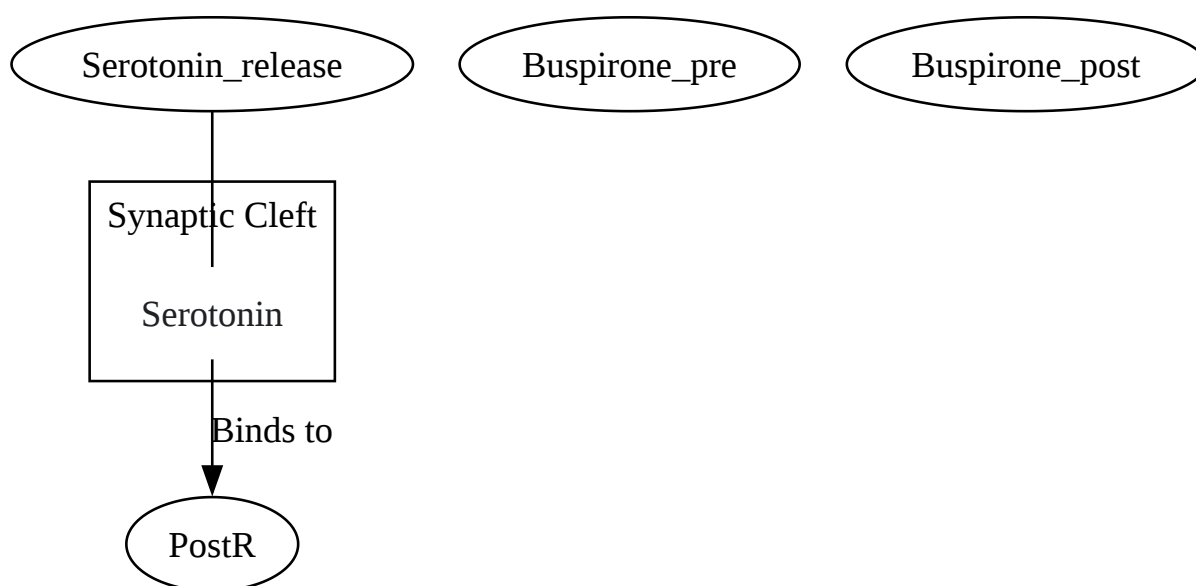 Serotonin_release
Buspirone_pre
Buspirone_post
Synaptic Cleft
Serotonin
Binds to
PostR